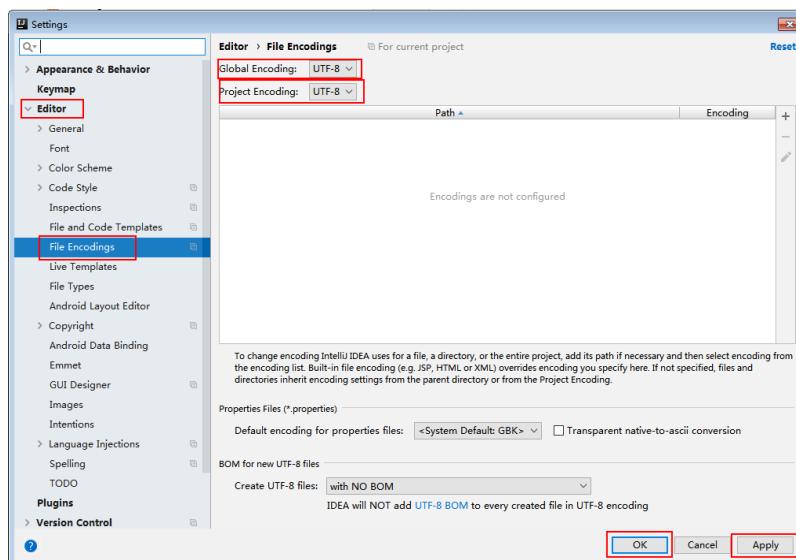 Settings
Appearance & Behavior
Keymap
Editor
General
Font
Color Scheme
Code Style
Inspections
File and Code Templates
File Encodings
Live Templates
File Types
Android Layout Editor
Copyright
Android Data Binding
Emmet
GUI Designer
Images
Intentions
Language Injections
Spelling
TODO
Plugins
Version Control
?
Editor › File Encodings For current project Reset
Global Encoding: UTF-8
Project Encoding: UTF-8
Path Encoding
Encodings are not configured
To change encoding IntelliJ IDEA uses for a file, a directory, or the entire project, add its path if necessary and then select encoding from
the encoding list. Built-in file encoding (e.g. JSP, HTML or XML) overrides encoding you specify here. If not specified, files and
directories inherit encoding settings from the parent directory or from the Project Encoding.
Properties Files (*.properties)
Default encoding for properties files: <System Default: GBK> Transparent native-to-ascii conversion
BOM for new UTF-8 files
Create UTF-8 files: with NO BOM
IDEA will NOT add UTF-8 BOM to every created file in UTF-8 encoding
OK Cancel Apply